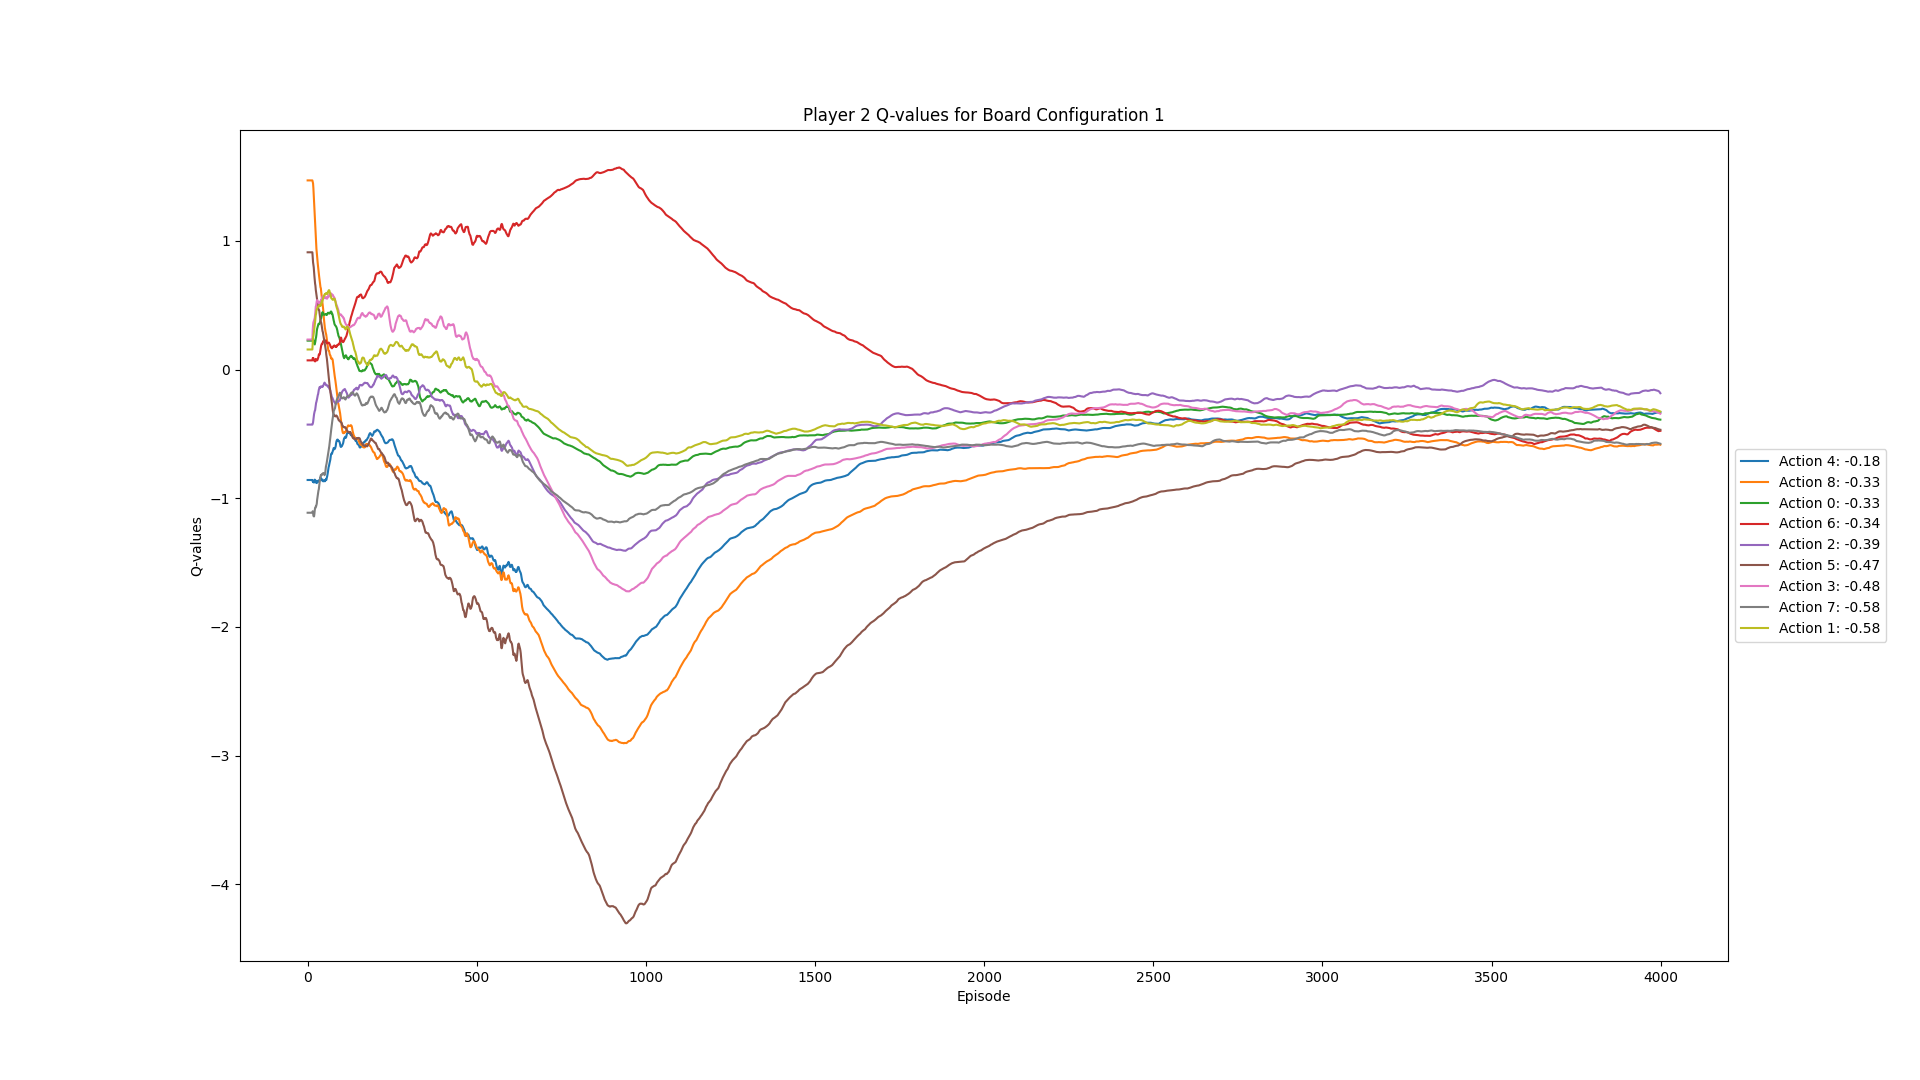 Player 2 Q-values for Board Configuration 1
1
0
−1
−2
−3
−4
Q-values
0 500 1000 1500 2000 2500 3000 3500 4000
Episode
Action 4: -0.18
Action 8: -0.33
Action 0: -0.33
Action 6: -0.34
Action 2: -0.39
Action 5: -0.47
Action 3: -0.48
Action 7: -0.58
Action 1: -0.58